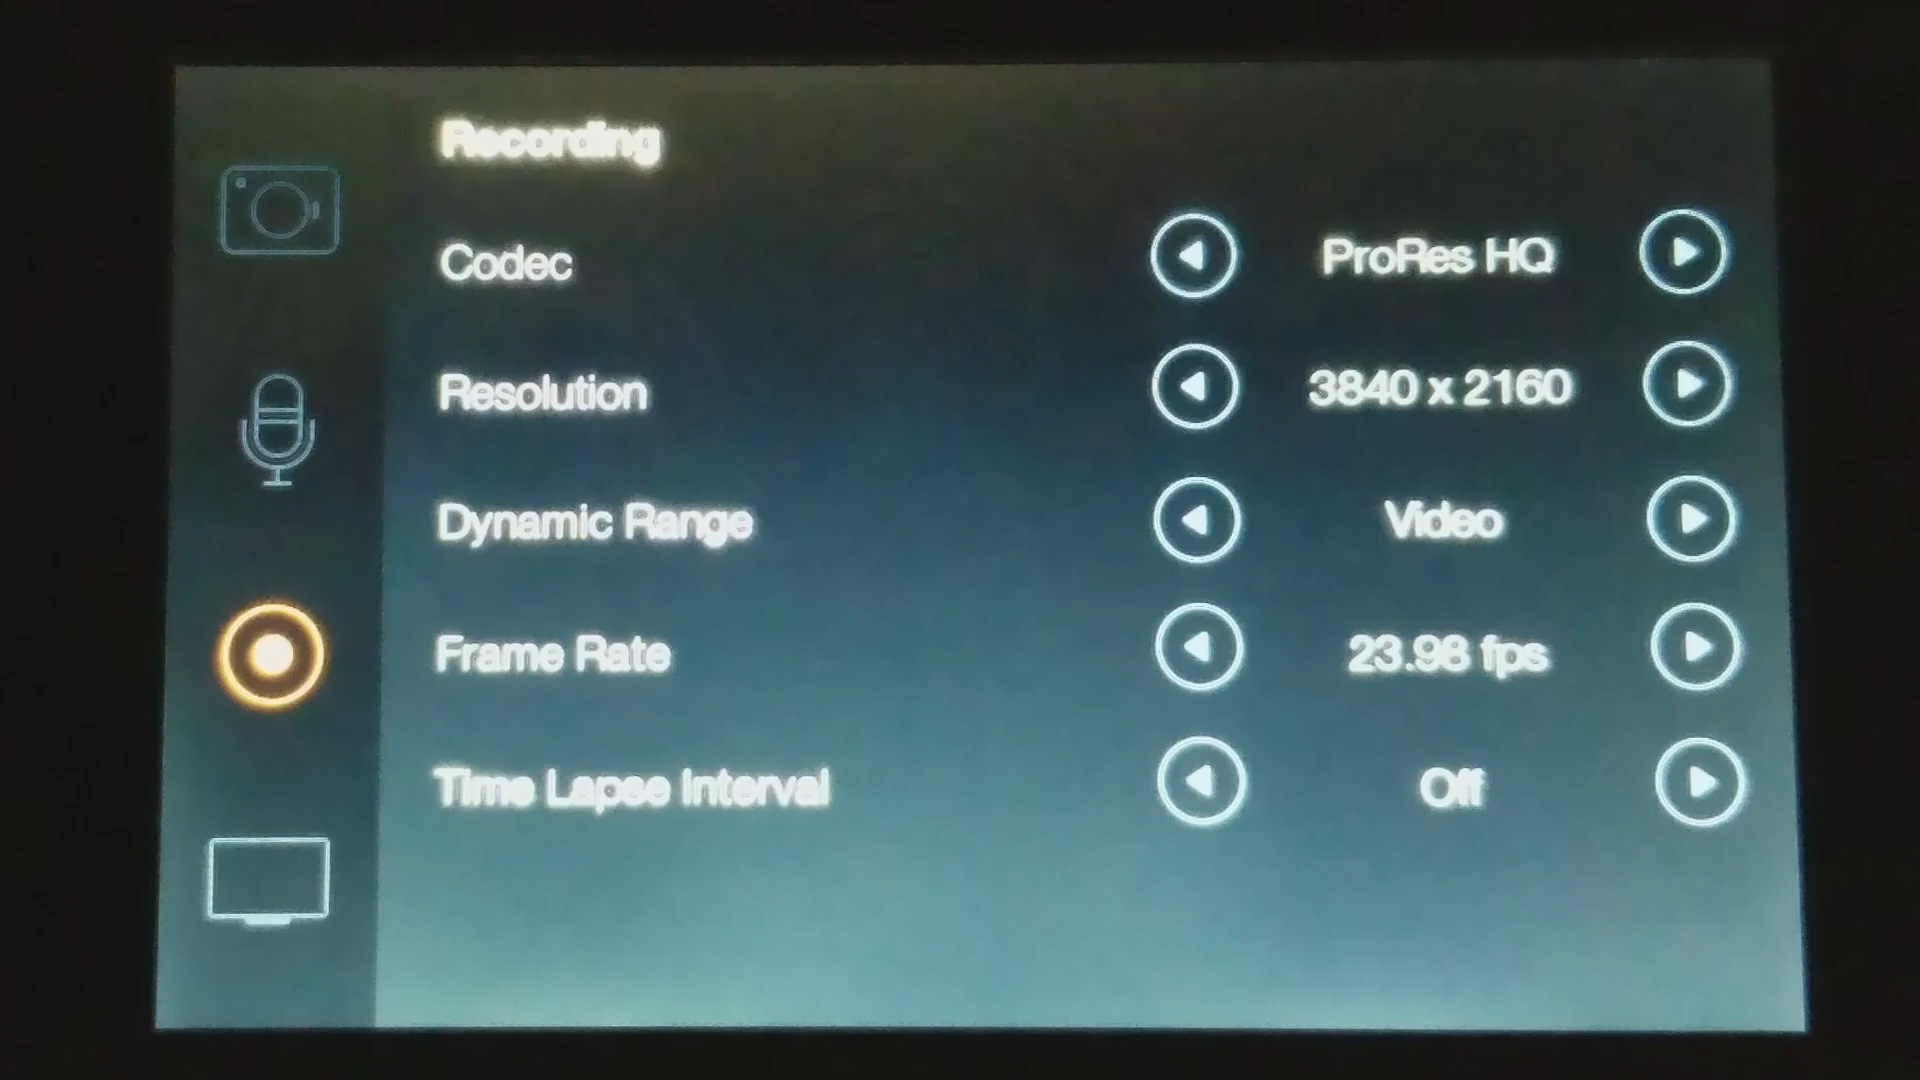 Recording
Codec ProRes HQ
Resolution 3840 x 2160
Dynamic Range Video
Frame Rate 23.98 fps
Time Lapse Interval Off